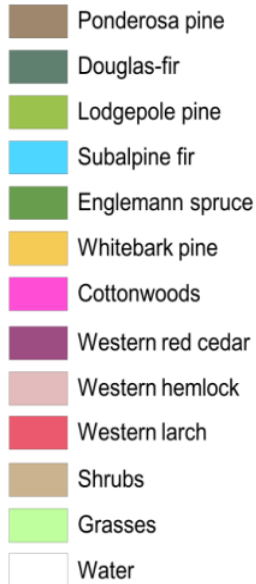 Ponderosa pine
Douglas-fir
Lodgepole pine
Subalpine fir
Englemann spruce
Whitebark pine
Cottonwoods
Western red cedar
Western hemlock
Western larch
Shrubs
Grasses
Water